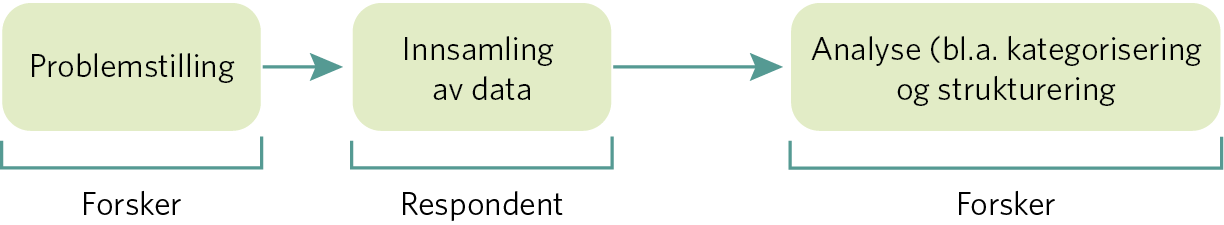 Problemstilling
Innsamling
av data
Analyse (bl.a. kategorisering
og strukturering
Forsker
Respondent
Forsker